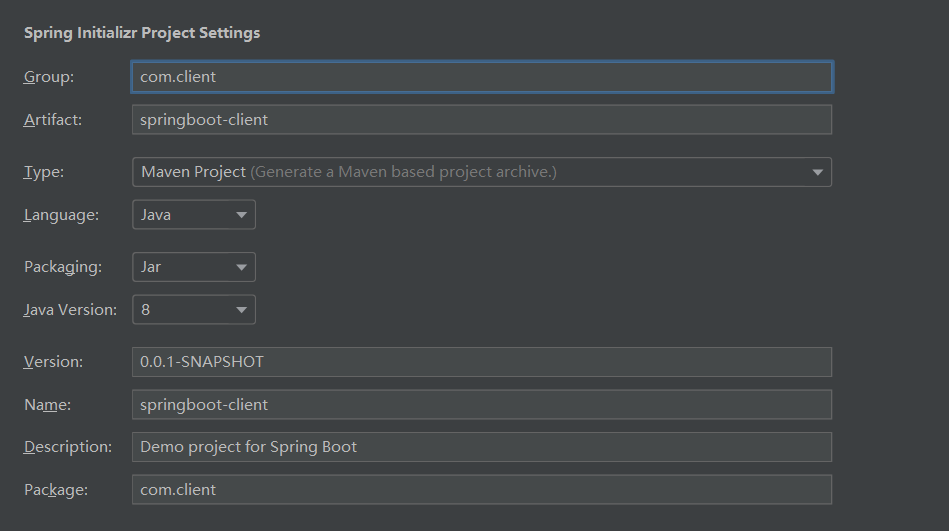 Spring Initializr Project Settings
Group: com.client
Artifact: springboot-client
Type: Maven Project (Generate a Maven based project archive.)
Language: Java
Packaging: Jar
Java Version: 8
Version: 0.0.1-SNAPSHOT
Name: springboot-client
Description: Demo project for Spring Boot
Package: com.client